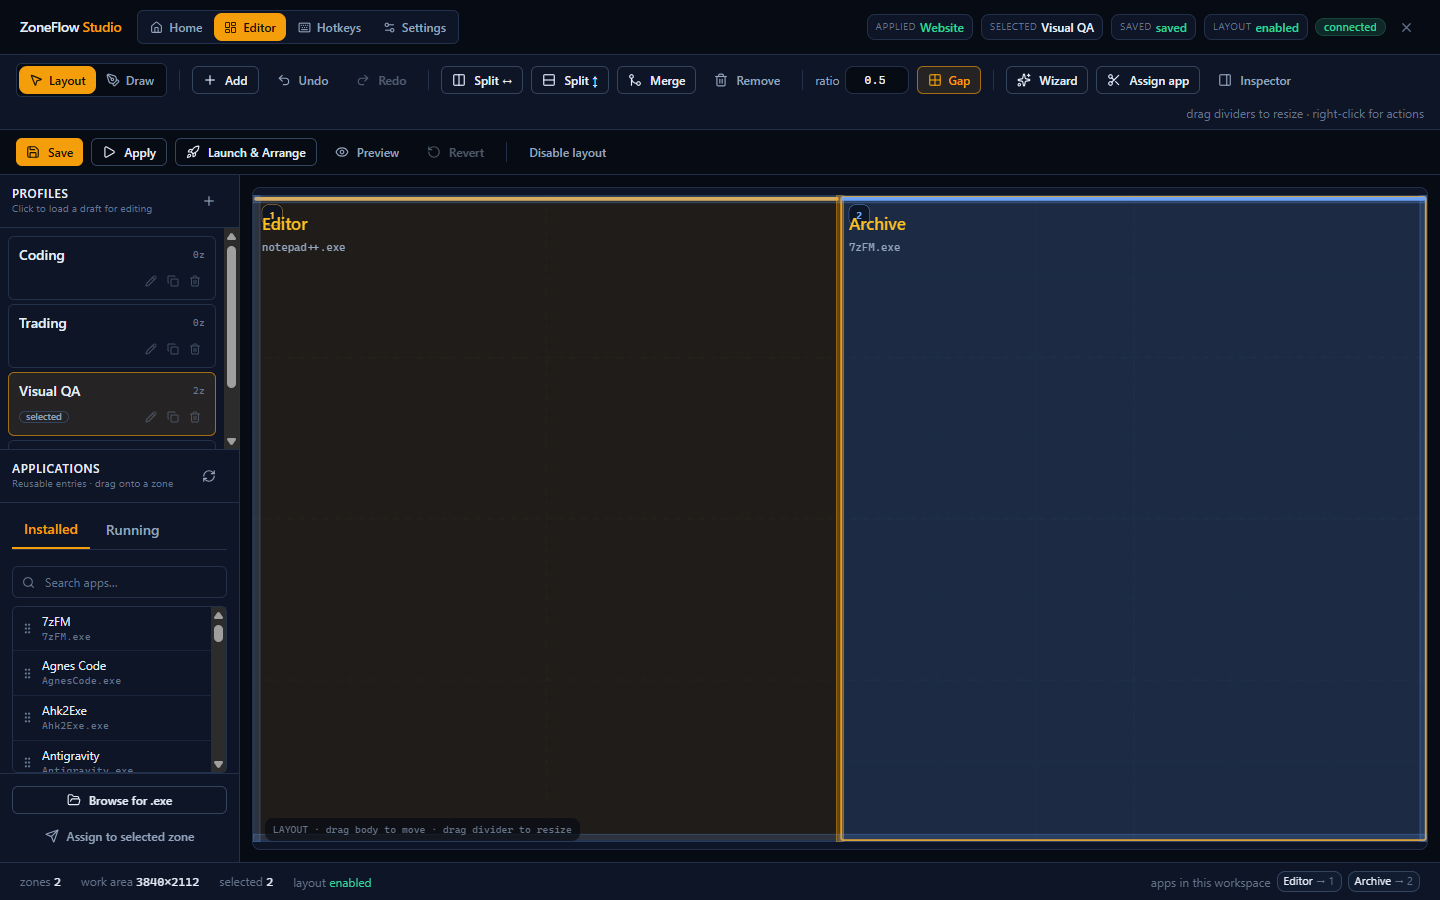 ZoneFlow Studio
Home
Editor
Hotkeys
Settings
APPLIED Website
SELECTED Visual QA
SAVED saved
LAYOUT enabled
connected
Layout
Draw
Add
Undo
Redo
Split ↔
Split ↕
Merge
Remove
ratio 0.5
Gap
Wizard
Assign app
Inspector
drag dividers to resize · right-click for actions
Save
Apply
Launch & Arrange
Preview
Revert
Disable layout
PROFILES
Click to load a draft for editing
Coding 0z
Trading 0z
Visual QA 2z
selected
APPLICATIONS
Reusable entries · drag onto a zone
Installed
Running
Search apps...
7zFM
7zFM.exe
Agnes Code
AgnesCode.exe
Ahk2Exe
Ahk2Exe.exe
Antigravity
Antigravity.exe
Browse for .exe
Assign to selected zone
1
Editor
notepad++.exe
2
Archive
7zFM.exe
LAYOUT · drag body to move · drag divider to resize
zones 2
work area 3840×2112
selected 2
layout enabled
apps in this workspace
Editor → 1
Archive → 2